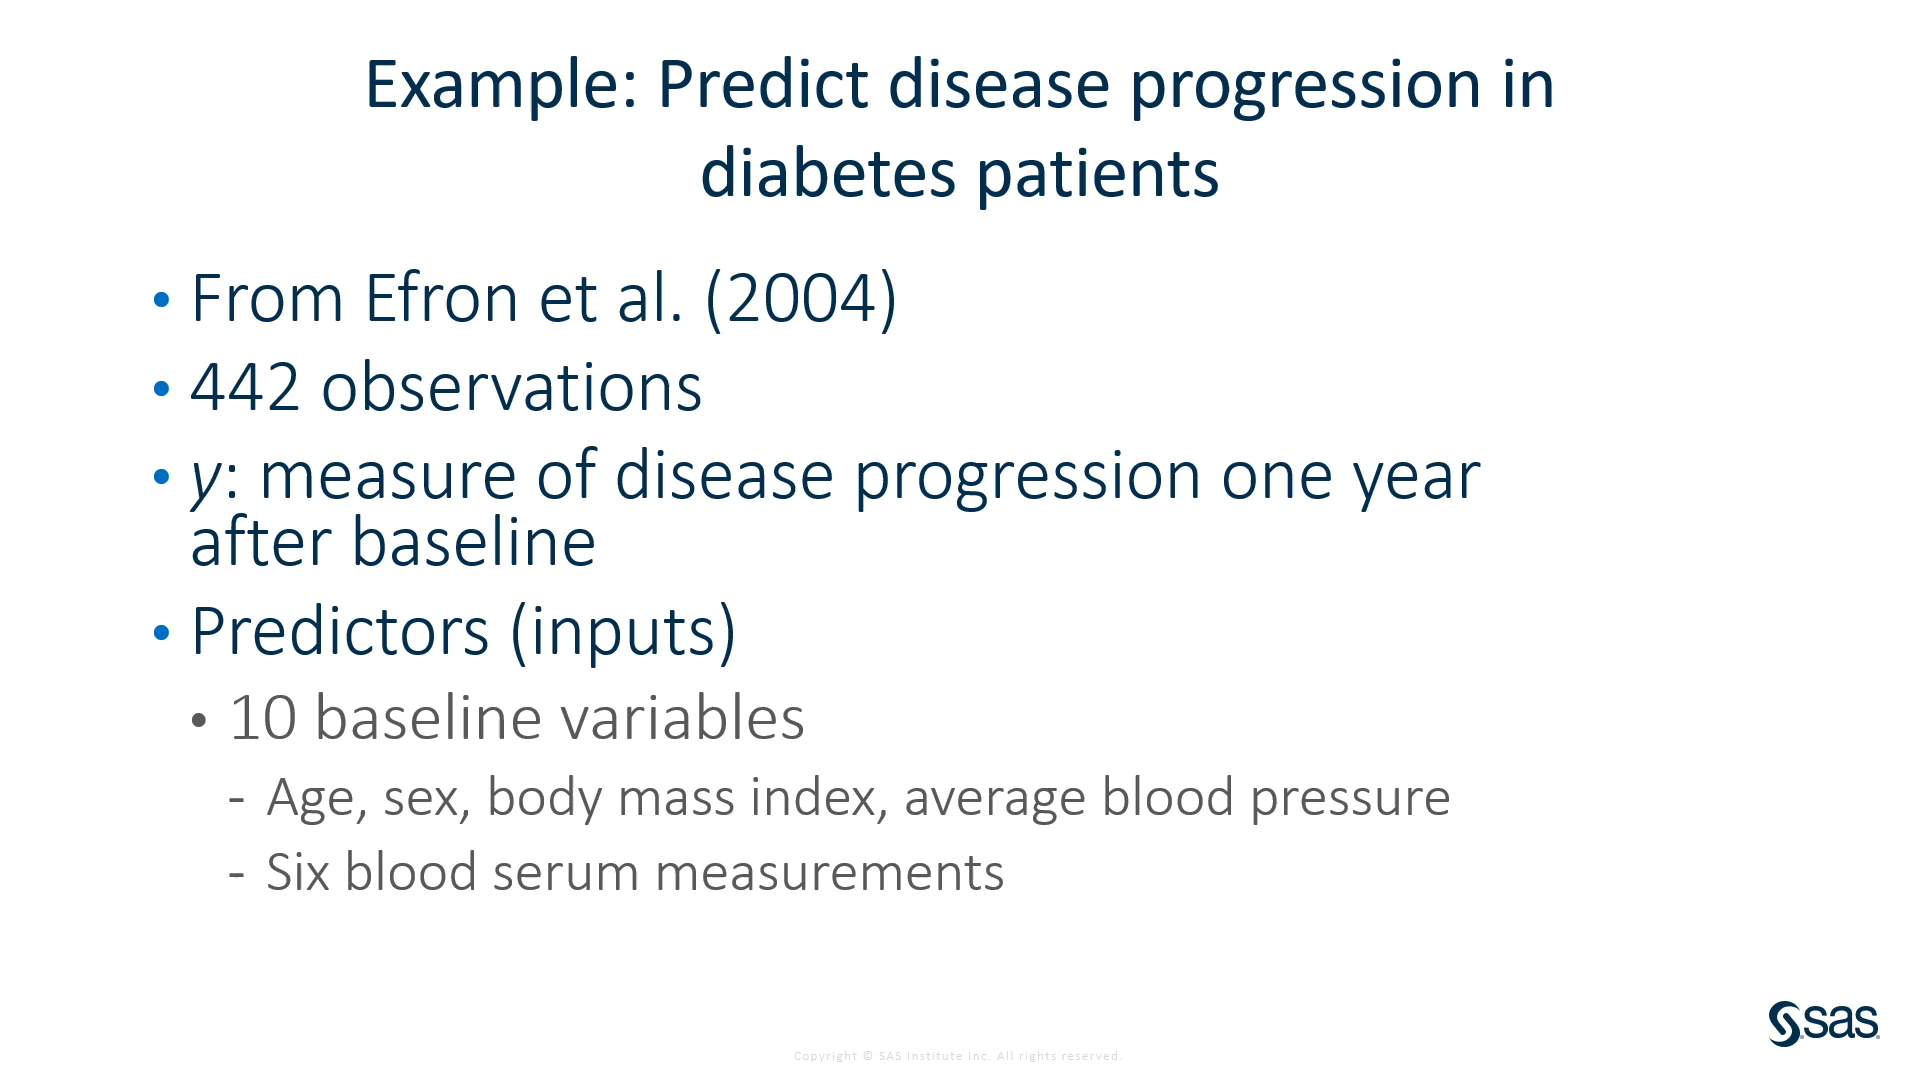 Example: Predict disease progression in
diabetes patients
• From Efron et al. (2004)
• 442 observations
• y: measure of disease progression one year
after baseline
• Predictors (inputs)
• 10 baseline variables
- Age, sex, body mass index, average blood pressure
- Six blood serum measurements
sas
Copyright © SAS Institute Inc. All rights reserved.